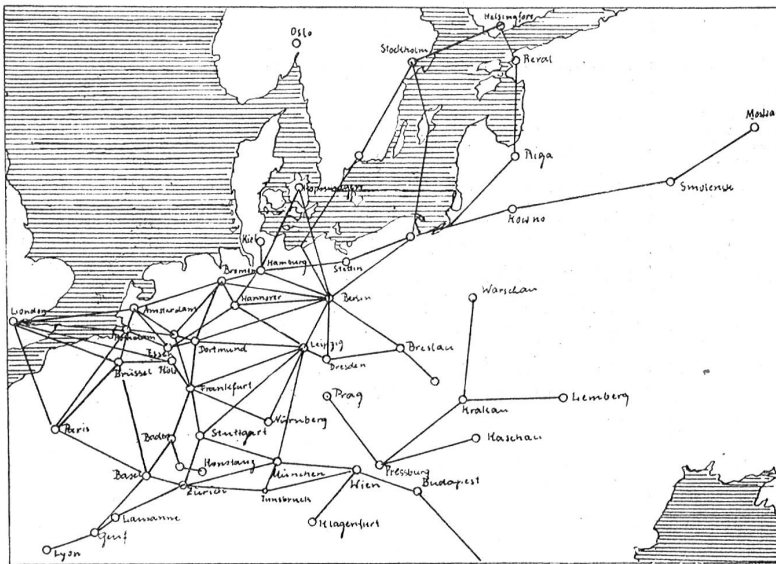 Helsingfors
Oslo
Stockholm
Reval
Moskau
Riga
Smolensk
Kopenhagen
Kowno
Kiel
Hamburg
Stettin
Bremen
Warschau
London
Amsterdam
Hannover
Berlin
Essen
Dortmund
Leipzig
Breslau
Brüssel
Köln
Dresden
Frankfurt
Prag
Krakau
Lemberg
Paris
Stuttgart
Nürnberg
Kaschau
Baden
Konstanz
Pressburg
Basel
Zürich
München
Wien
Budapest
Innsbruck
Lausanne
Klagenfurt
Genf
Lyon